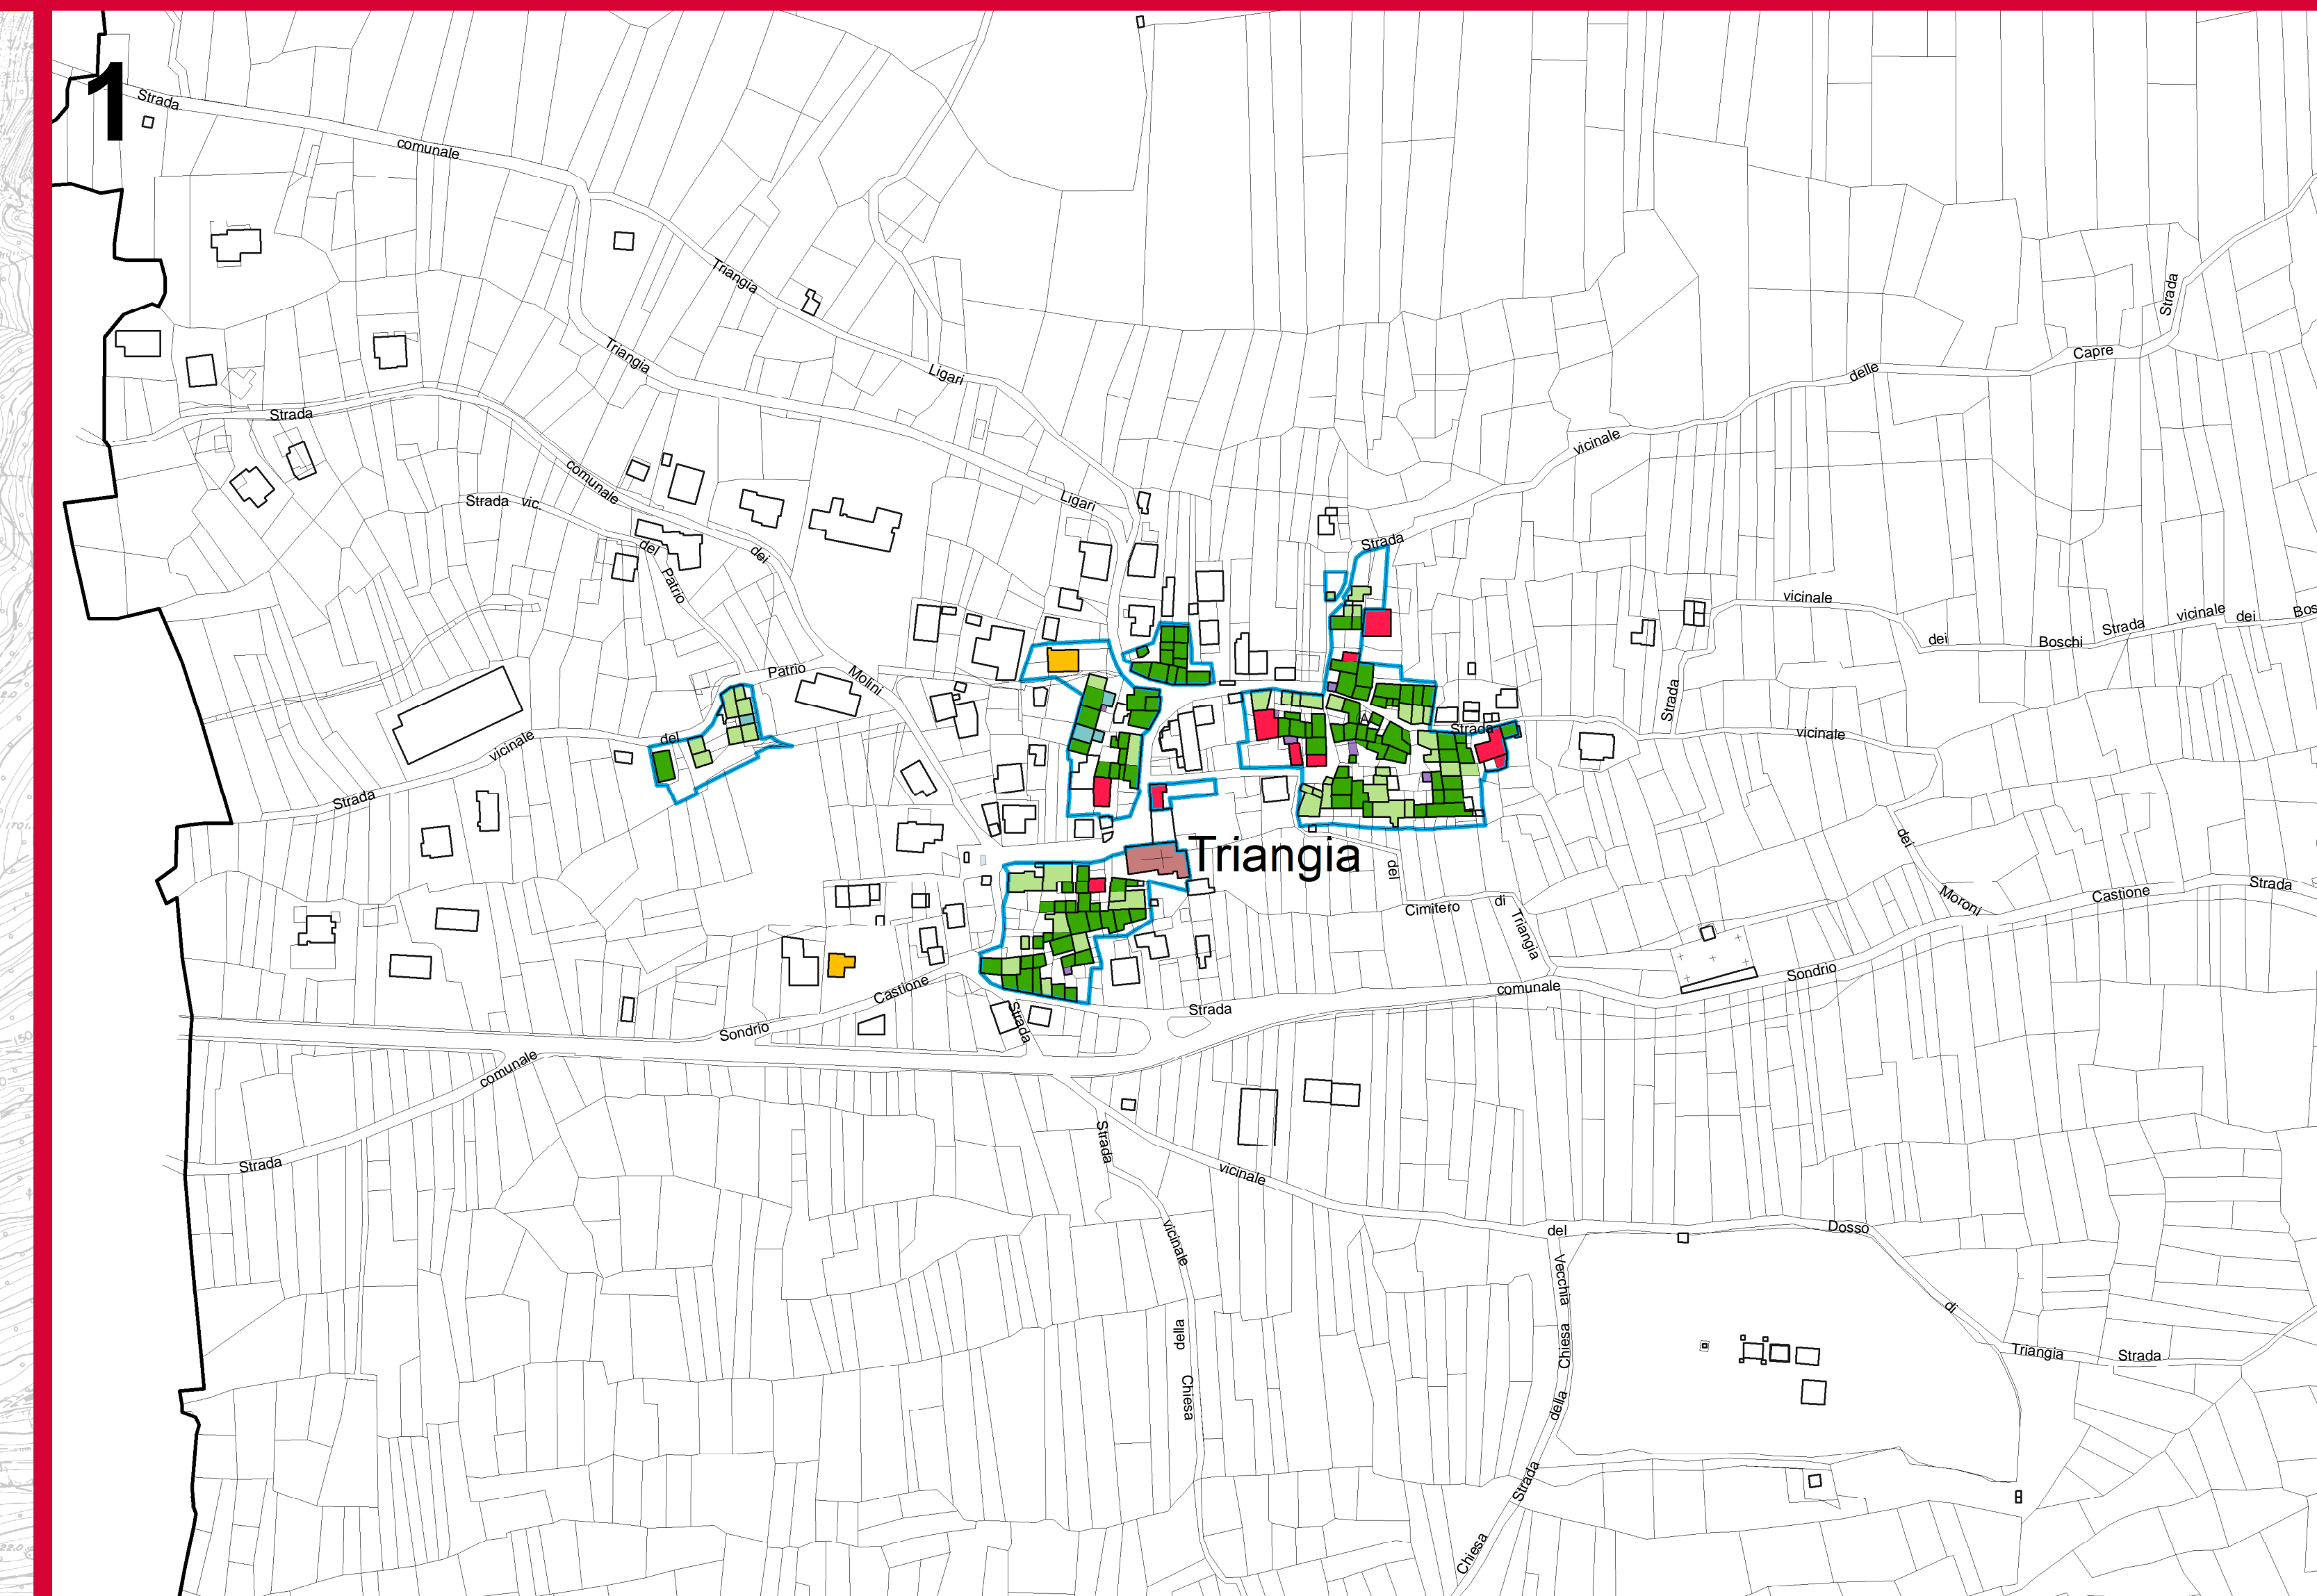 1
Strada
comunale
Triangia
Ligari
Strada
Capre
delle
vicinale
Strada
Triangia
Ligari
Strada
comunale
dei
Molini
Strada vic.
del
Patrio
Patrio
del
vicinale
Strada
vicinale
dei
Boschi
Strada
vicinale
dei
Bos
Strada
Strada
A
vicinale
dei
Moroni
Triangia
del
Cimitero
di
Triangia
Castione
Strada
Sondrio
comunale
Strada
Castione
Sondrio
Strada
comunale
Strada
Strada
vicinale
della
Chiesa
vicinale
del
Dosso
di
Triangia
Strada
Vecchia
Chiesa
della
Strada
Chiesa